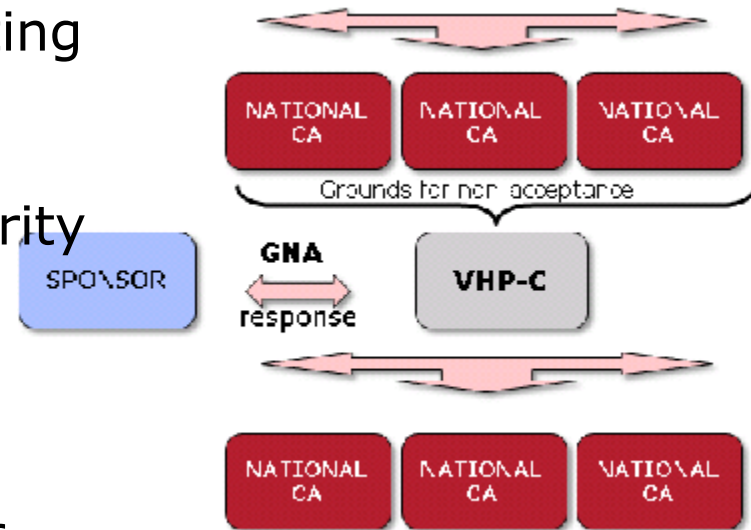 ting
NATIONAL CA
NATIONAL CA
NATIONAL CA
Grounds for non acceptance
rity
SPONSOR
GNA
response
VHP-C
NATIONAL CA
NATIONAL CA
NATIONAL CA